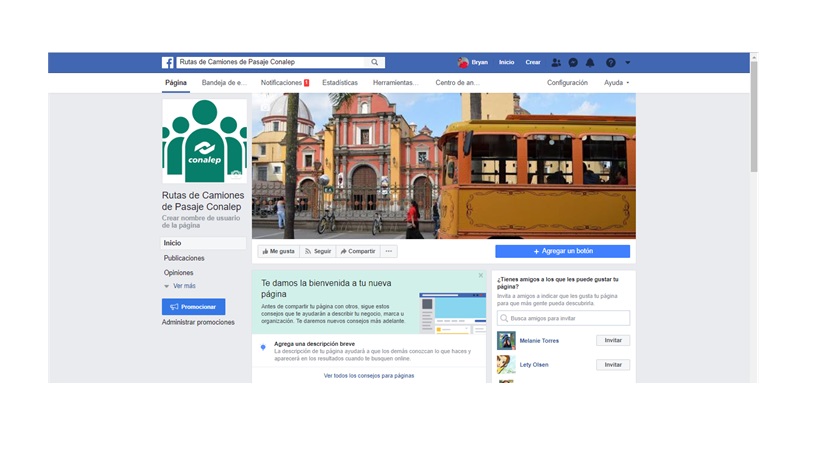 Rutas de Camiones de Pasaje Conalep
Bryan
Inicio
Crear
Página
Bandeja de e...
Notificaciones 1
Estadísticas
Herramientas...
Centro de an...
Configuración
Ayuda
conalep
Rutas de Camiones
de Pasaje Conalep
Crear nombre de usuario
de la página
Inicio
Publicaciones
Opiniones
Ver más
Promocionar
Administrar promociones
Me gusta
Seguir
Compartir
+ Agregar un botón
Te damos la bienvenida a tu nueva
página
Antes de compartir tu página con otros, sigue estos
consejos que te ayudarán a describir tu negocio, marca u
organización. Te daremos nuevos consejos más adelante.
Agrega una descripción breve
La descripción de tu página ayudará a que los demás conozcan lo que haces y
aparecerá en los resultados cuando te busquen online.
Ver todos los consejos para páginas
¿Tienes amigos a los que les puede gustar tu
página?
Invita a amigos a indicar que les gusta tu página
para que más gente pueda descubrirla.
Busca amigos para invitar
Melanie Torres
Invitar
Lety Olsen
Invitar